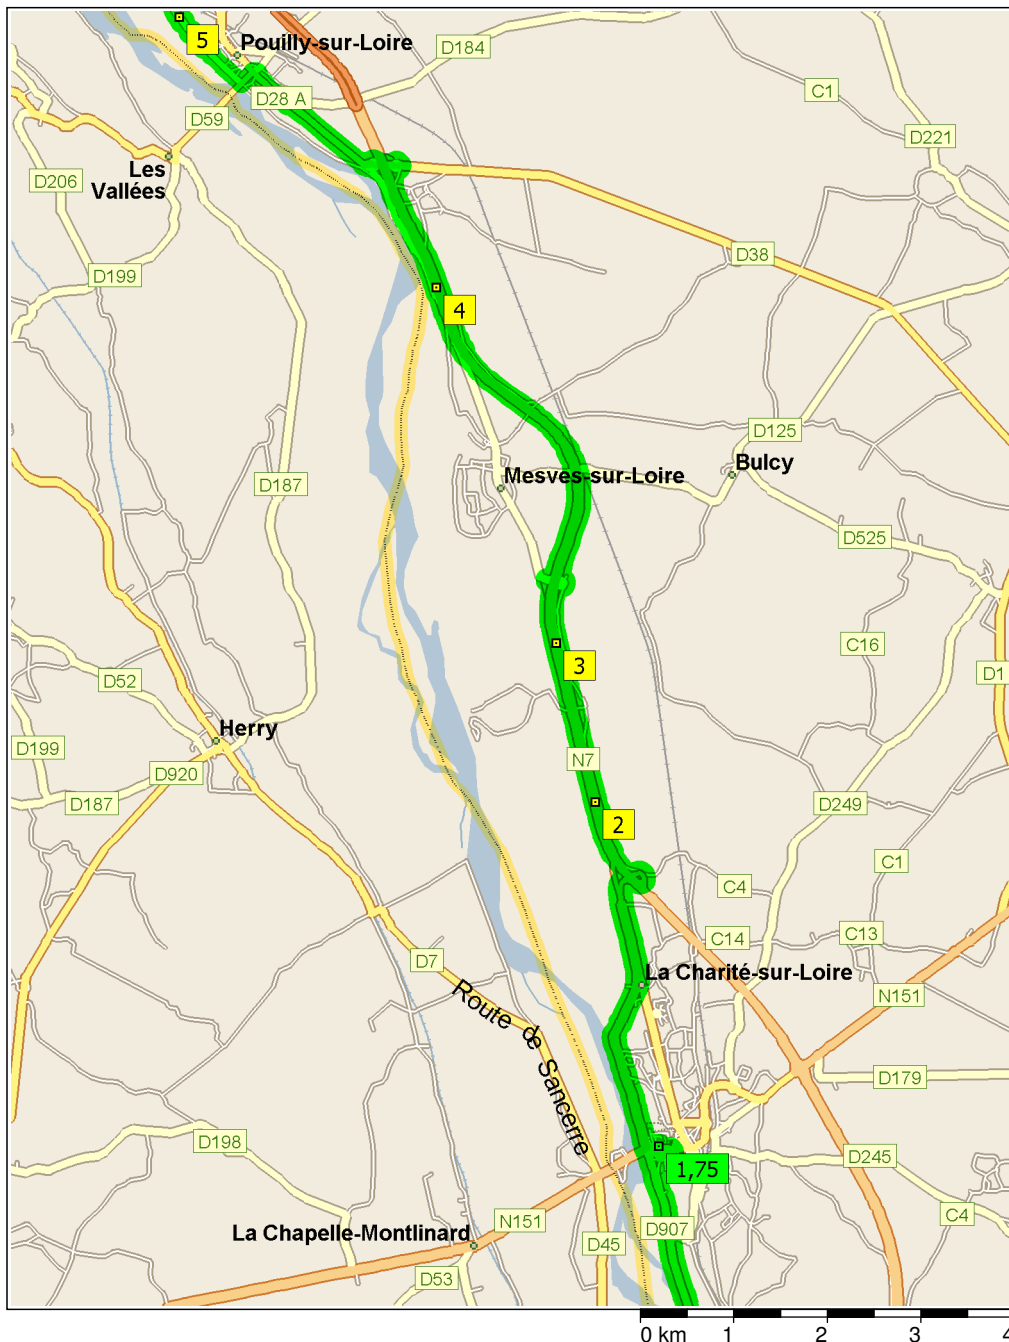 5
Pouilly-sur-Loire
D184
C1
D28 A
D59
D221
Les
Vallées
D206
D38
D199
4
D125
Bulcy
Mesves-sur-Loire
D187
D525
C16
3
D1
D52
Herry
D199
N7
D920
D187
D249
2
C1
C4
C13
C14
D7
La Charité-sur-Loire
N151
Route de Sancerre
D179
D198
D245
1,75
C4
N151
D907
La Chapelle-Montlinard
D45
D53
0 km 1 2 3 4